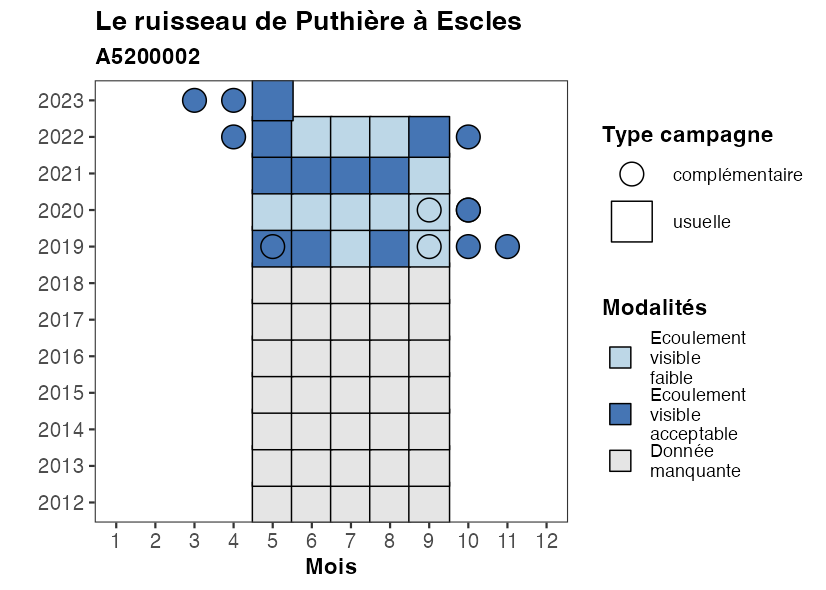 Le ruisseau de Puthière à Escles
A5200002
2023
2022
2021
2020
2019
2018
2017
2016
2015
2014
2013
2012
1 2 3 4 5 6 7 8 9 10 11 12
Mois
Type campagne
complémentaire
usuelle
Modalités
Ecoulement
visible
faible
Ecoulement
visible
acceptable
Donnée
manquante